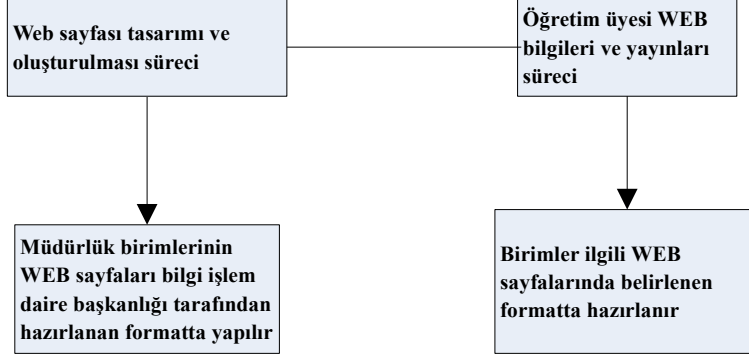 Web sayfası tasarımı ve
oluşturulması süreci
Öğretim üyesi WEB
bilgileri ve yayınları
süreci
Müdürlük birimlerinin
WEB sayfaları bilgi işlem
daire başkanlığı tarafından
hazırlanan formatta yapılır
Birimler ilgili WEB
sayfalarında belirlenen
formatta hazırlanır